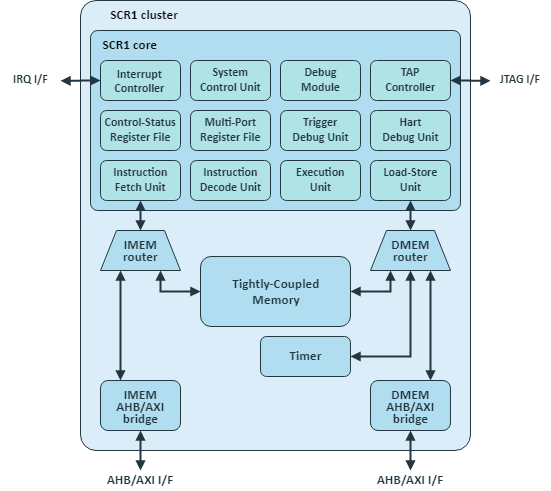 SCR1 cluster
SCR1 core
IRQ I/F
Interrupt
Controller
System
Control Unit
Debug
Module
TAP
Controller
JTAG I/F
Control-Status
Register File
Multi-Port
Register File
Trigger
Debug Unit
Hart
Debug Unit
Instruction
Fetch Unit
Instruction
Decode Unit
Execution
Unit
Load-Store
Unit
IMEM
router
DMEM
router
Tightly-Coupled
Memory
Timer
IMEM
AHB/AXI
bridge
DMEM
AHB/AXI
bridge
AHB/AXI I/F
AHB/AXI I/F